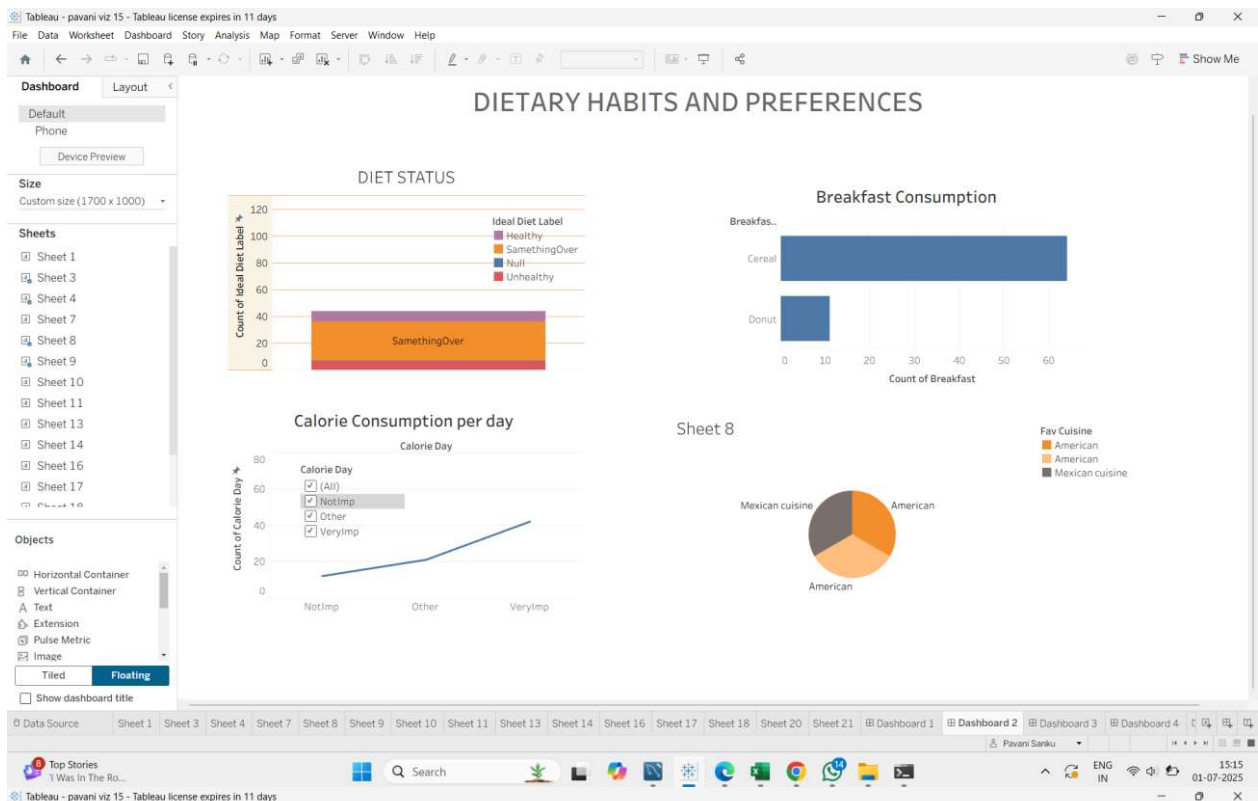 Tableau - pavani viz 15 - Tableau license expires in 11 days
File Data Worksheet Dashboard Story Analysis Map Format Server Window Help
Show Me
Dashboard Layout
Default
Phone
Device Preview
Size
Custom size (1700 x 1000)
Sheets
Sheet 1
Sheet 3
Sheet 4
Sheet 7
Sheet 8
Sheet 9
Sheet 10
Sheet 11
Sheet 13
Sheet 14
Sheet 16
Sheet 17
Sheet 18
Objects
Horizontal Container
Vertical Container
Text
Extension
Pulse Metric
Image
Tiled Floating
Show dashboard title
DIETARY HABITS AND PREFERENCES
DIET STATUS
Count of Ideal Diet Label
120
100
80
60
40
20
0
Ideal Diet Label
Healthy
SamethingOver
Null
Unhealthy
SamethingOver
Breakfast Consumption
Breakfas..
Cereal
Donut
0 10 20 30 40 50 60
Count of Breakfast
Calorie Consumption per day
Calorie Day
Count of Calorie Day
80
60
40
20
0
Calorie Day
(All)
NotImp
Other
VeryImp
NotImp Other VeryImp
Sheet 8
Fav Cuisine
American
American
Mexican cuisine
Mexican cuisine
American
American
Data Source Sheet 1 Sheet 3 Sheet 4 Sheet 7 Sheet 8 Sheet 9 Sheet 10 Sheet 11 Sheet 13 Sheet 14 Sheet 16 Sheet 17 Sheet 18 Sheet 20 Sheet 21 Dashboard 1 Dashboard 2 Dashboard 3 Dashboard 4
Pavani Sanku
8
Top Stories
'I Was In The Ro...
Search
14
ENG
IN
15:15
01-07-2025
Tableau - pavani viz 15 - Tableau license expires in 11 days